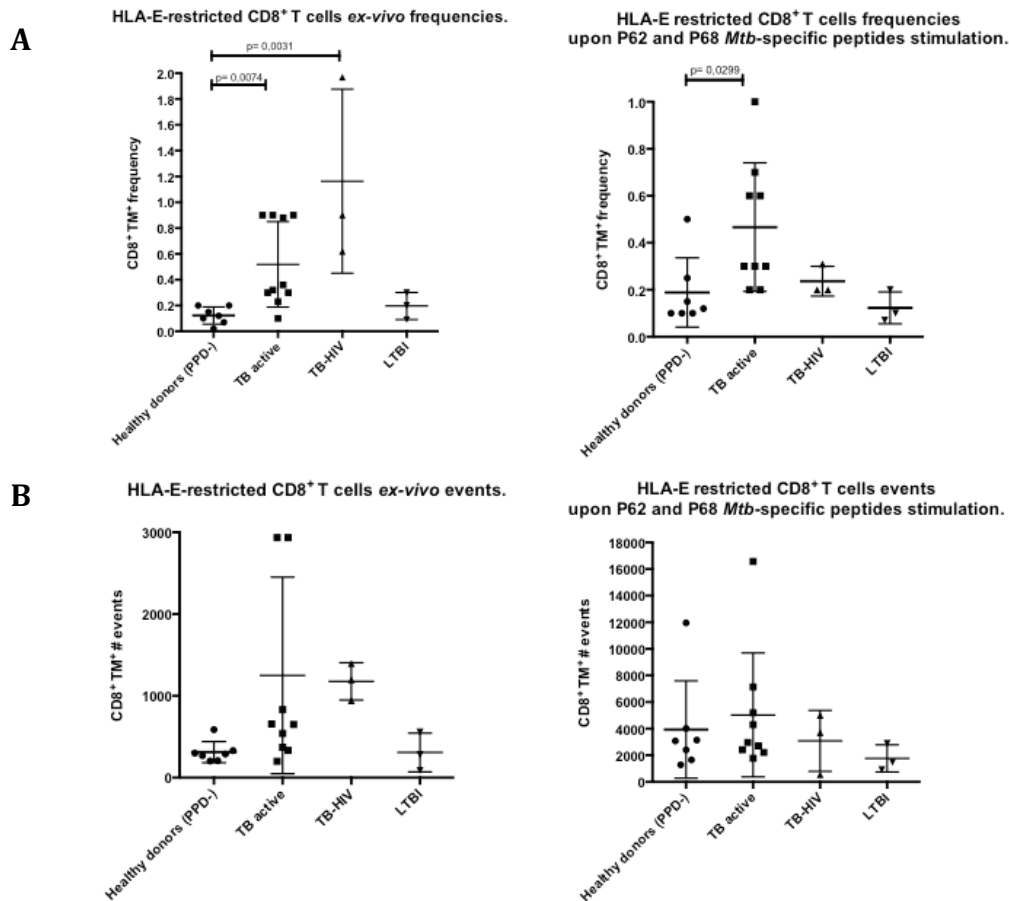 A
HLA-E-restricted CD8⁺ T cells ex-vivo frequencies.
p= 0,0031
p= 0,0074
2.0
1.8
1.6
1.4
1.2
1.0
0.8
0.6
0.4
0.2
0.0
CD8⁺ TM⁺ frequency
Healthy donors (PPD-)
TB active
TB-HIV
LTBI
HLA-E restricted CD8⁺ T cells frequencies
upon P62 and P68 Mtb-specific peptides stimulation.
p= 0,0299
1.0
0.8
0.6
0.4
0.2
0.0
CD8⁺ TM⁺ frequency
Healthy donors (PPD-)
TB active
TB-HIV
LTBI
B
HLA-E-restricted CD8⁺ T cells ex-vivo events.
3000
2000
1000
0
CD8⁺ TM⁺ # events
Healthy donors (PPD-)
TB active
TB-HIV
LTBI
HLA-E restricted CD8⁺ T cells events
upon P62 and P68 Mtb-specific peptides stimulation.
18000
16000
14000
12000
10000
8000
6000
4000
2000
0
CD8⁺ TM⁺ # events
Healthy donors (PPD-)
TB active
TB-HIV
LTBI